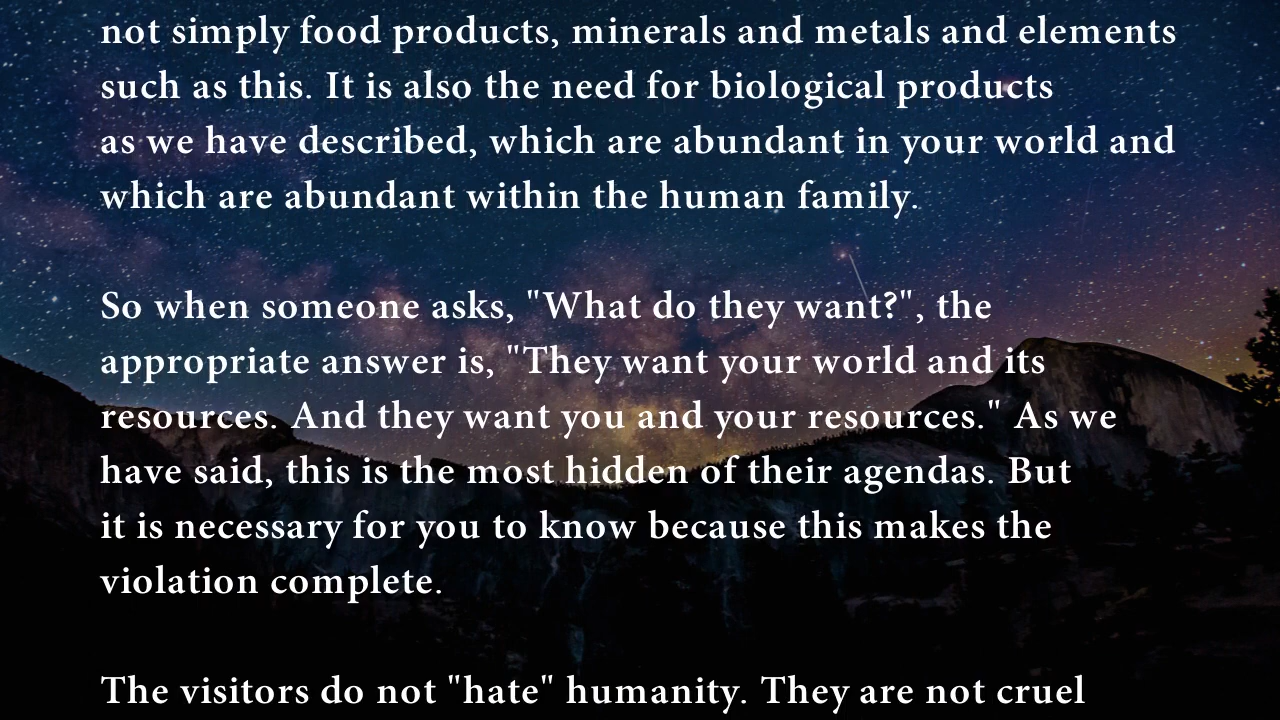 not simply food products, minerals and metals and elements
such as this. It is also the need for biological products
as we have described, which are abundant in your world and
which are abundant within the human family.
So when someone asks, "What do they want?", the
appropriate answer is, "They want your world and its
resources. And they want you and your resources." As we
have said, this is the most hidden of their agendas. But
it is necessary for you to know because this makes the
violation complete.
The visitors do not "hate" humanity. They are not cruel